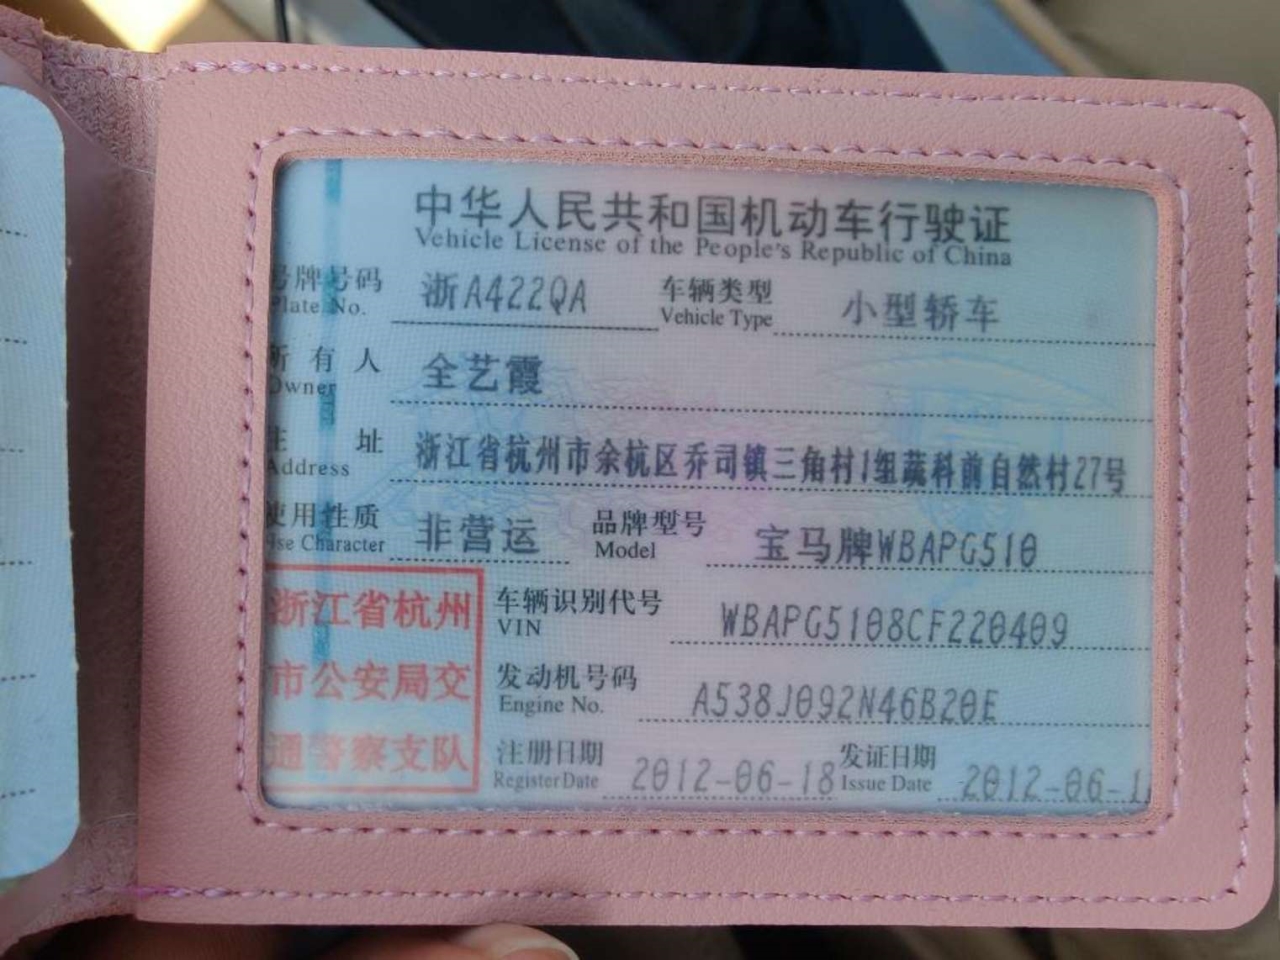 中华人民共和国机动车行驶证
Vehicle License of the People's Republic of China
号牌号码 浙A422QA 车辆类型 小型轿车
Plate No. Vehicle Type
所有人 全艺霞
Owner
住址 浙江省杭州市余杭区乔司镇三角村1组蔬科前自然村27号
Address
使用性质 非营运 品牌型号 宝马牌WBAPG510
Use Character Model
浙江省杭州
市公安局交
通警察支队
车辆识别代号 WBAPG5108CF220409
VIN
发动机号码 A538J092N46B20E
Engine No.
注册日期 2012-06-18 发证日期 2012-06-1
Register Date Issue Date